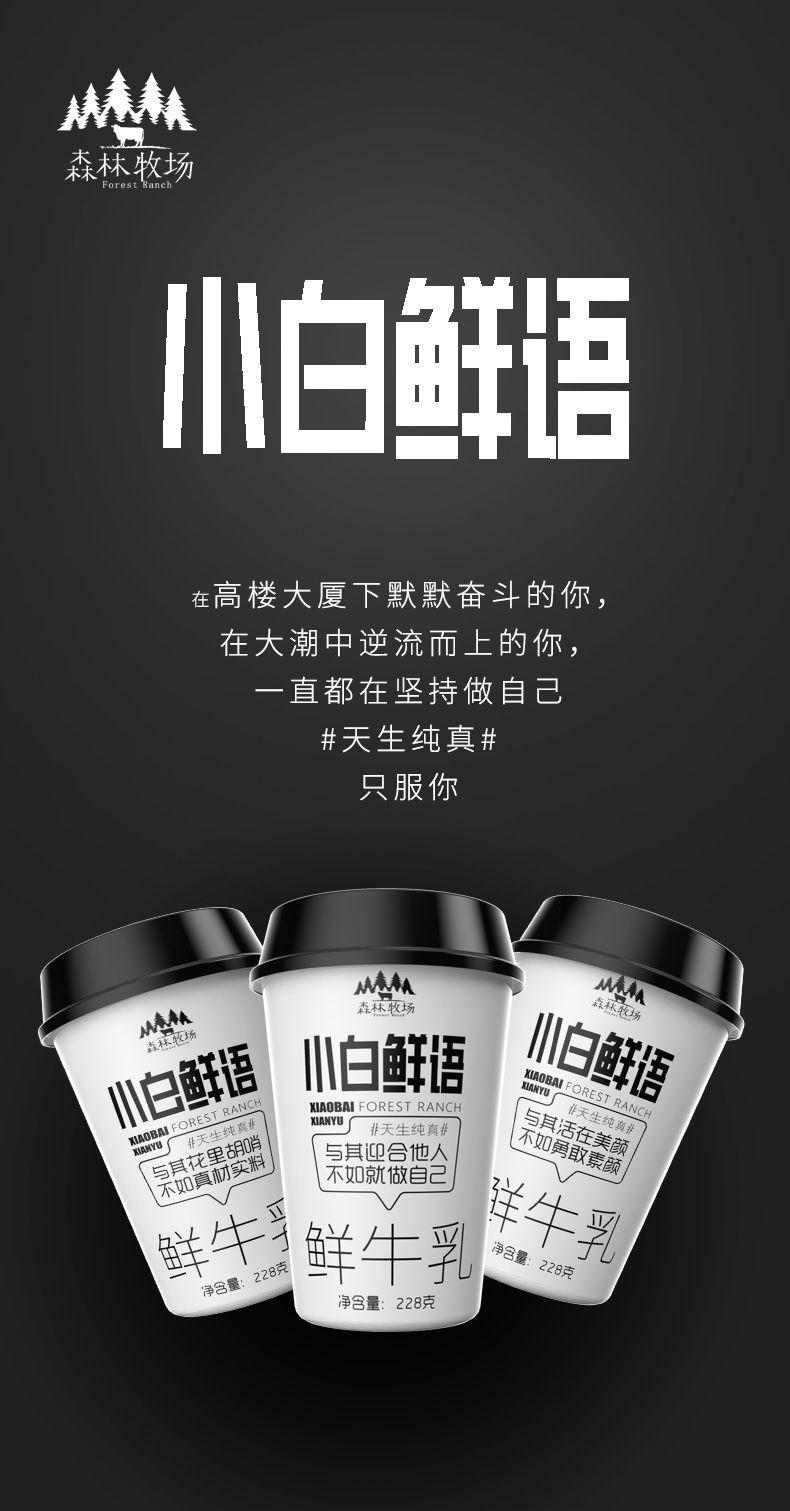 森林牧场
Forest Ranch
小白鲜语
在高楼大厦下默默奋斗的你，
在大潮中逆流而上的你，
一直都在坚持做自己
#天生纯真#
只服你
森林牧场
Forest Ranch
小白鲜语
XIAOBAI
XIANYU
FOREST RANCH
#天生纯真#
与其花里胡哨
不如真材实料
鲜牛乳
净含量：228克
森林牧场
Forest Ranch
小白鲜语
XIAOBAI
XIANYU
FOREST RANCH
#天生纯真#
与其迎合他人
不如就做自己
鲜牛乳
净含量：228克
森林牧场
Forest Ranch
小白鲜语
XIAOBAI
XIANYU
FOREST RANCH
#天生纯真#
与其活在美颜
不如勇敢素颜
鲜牛乳
净含量：228克